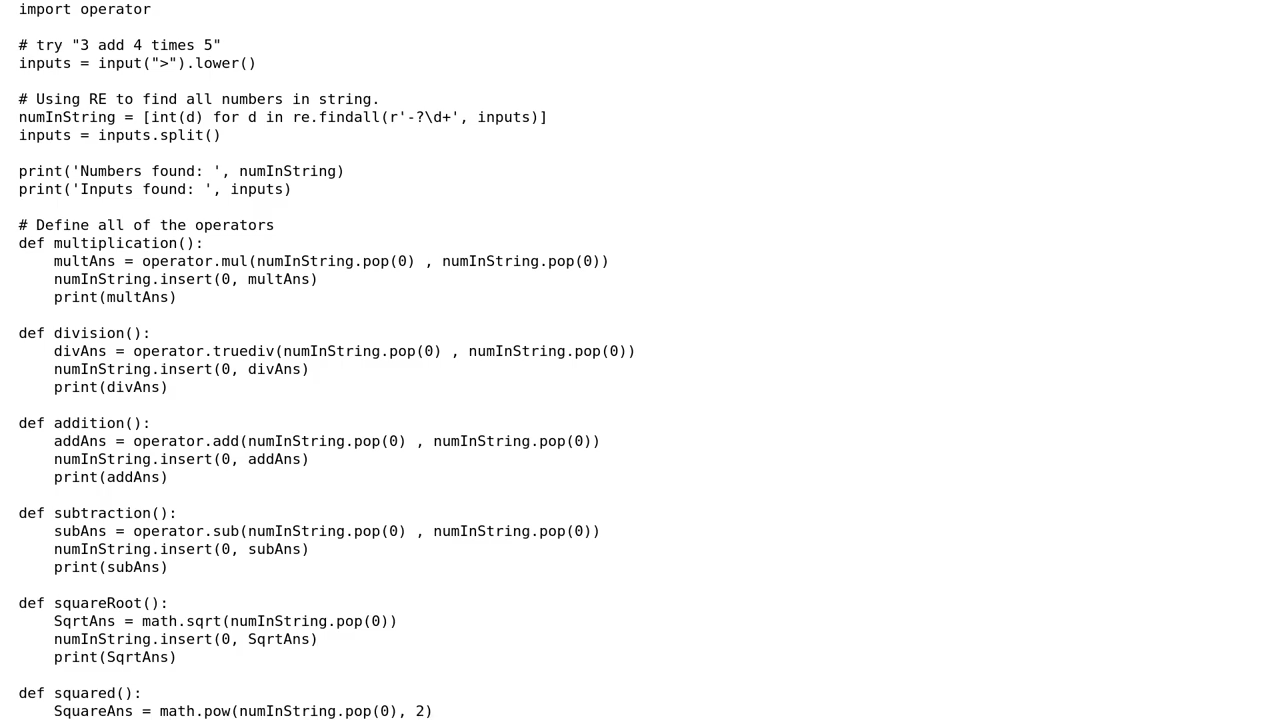 import operator

# try "3 add 4 times 5"
inputs = input(">").lower()

# Using RE to find all numbers in string.
numInString = [int(d) for d in re.findall(r'-?\d+', inputs)]
inputs = inputs.split()

print('Numbers found: ', numInString)
print('Inputs found: ', inputs)

# Define all of the operators
def multiplication():
    multAns = operator.mul(numInString.pop(0) , numInString.pop(0))
    numInString.insert(0, multAns)
    print(multAns)

def division():
    divAns = operator.truediv(numInString.pop(0) , numInString.pop(0))
    numInString.insert(0, divAns)
    print(divAns)

def addition():
    addAns = operator.add(numInString.pop(0) , numInString.pop(0))
    numInString.insert(0, addAns)
    print(addAns)

def subtraction():
    subAns = operator.sub(numInString.pop(0) , numInString.pop(0))
    numInString.insert(0, subAns)
    print(subAns)

def squareRoot():
    SqrtAns = math.sqrt(numInString.pop(0))
    numInString.insert(0, SqrtAns)
    print(SqrtAns)

def squared():
    SquareAns = math.pow(numInString.pop(0), 2)